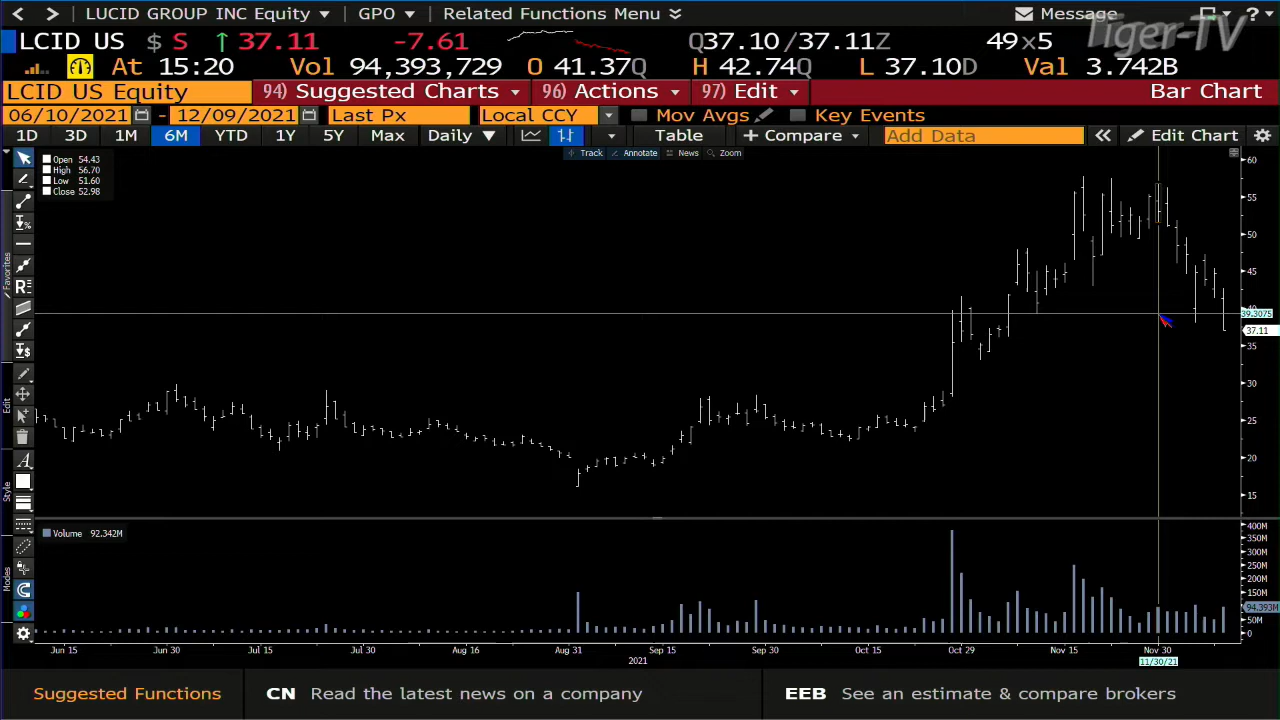 LUCID GROUP INC Equity GPO Related Functions Menu Message ?
Tiger-TV
LCID US $ S ↑ 37.11 -7.61 Q37.10 /37.11Z 49x5
At 15:20 Vol 94,393,729 O 41.37Q H 42.74Q L 37.10D Val 3.742B
LCID US Equity 94) Suggested Charts 96) Actions 97) Edit Bar Chart
06/10/2021 - 12/09/2021 Last Px Local CCY Mov Avgs Key Events
1D 3D 1M 6M YTD 1Y 5Y Max Daily Table + Compare Add Data Edit Chart
Track Annotate News Zoom
Open 54.43
High 56.70
Low 51.60
Close 52.98
60
55
50
45
40
39.3075
37.11
35
30
25
20
15
Favorites
Edit
Style
Modes
Volume 92.342M
400M
350M
300M
250M
200M
150M
94.393M
50M
0
Jun 15 Jun 30 Jul 15 Jul 30 Aug 16 Aug 31 Sep 15 Sep 30 Oct 15 Oct 29 Nov 15 Nov 30
2021 11/30/21
Suggested Functions CN Read the latest news on a company EEB See an estimate & compare brokers